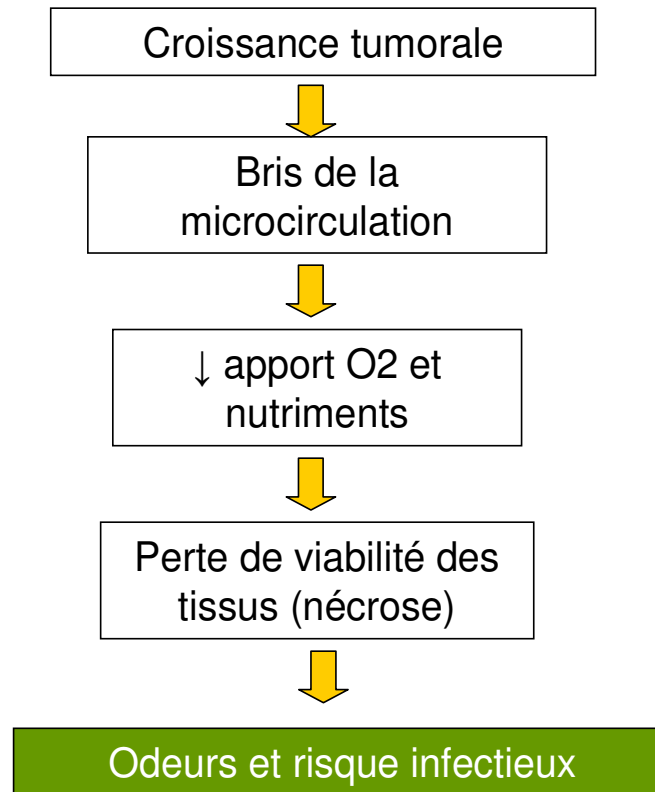 Croissance tumorale
Bris de la
microcirculation
↓ apport O2 et
nutriments
Perte de viabilité des
tissus (nécrose)
Odeurs et risque infectieux